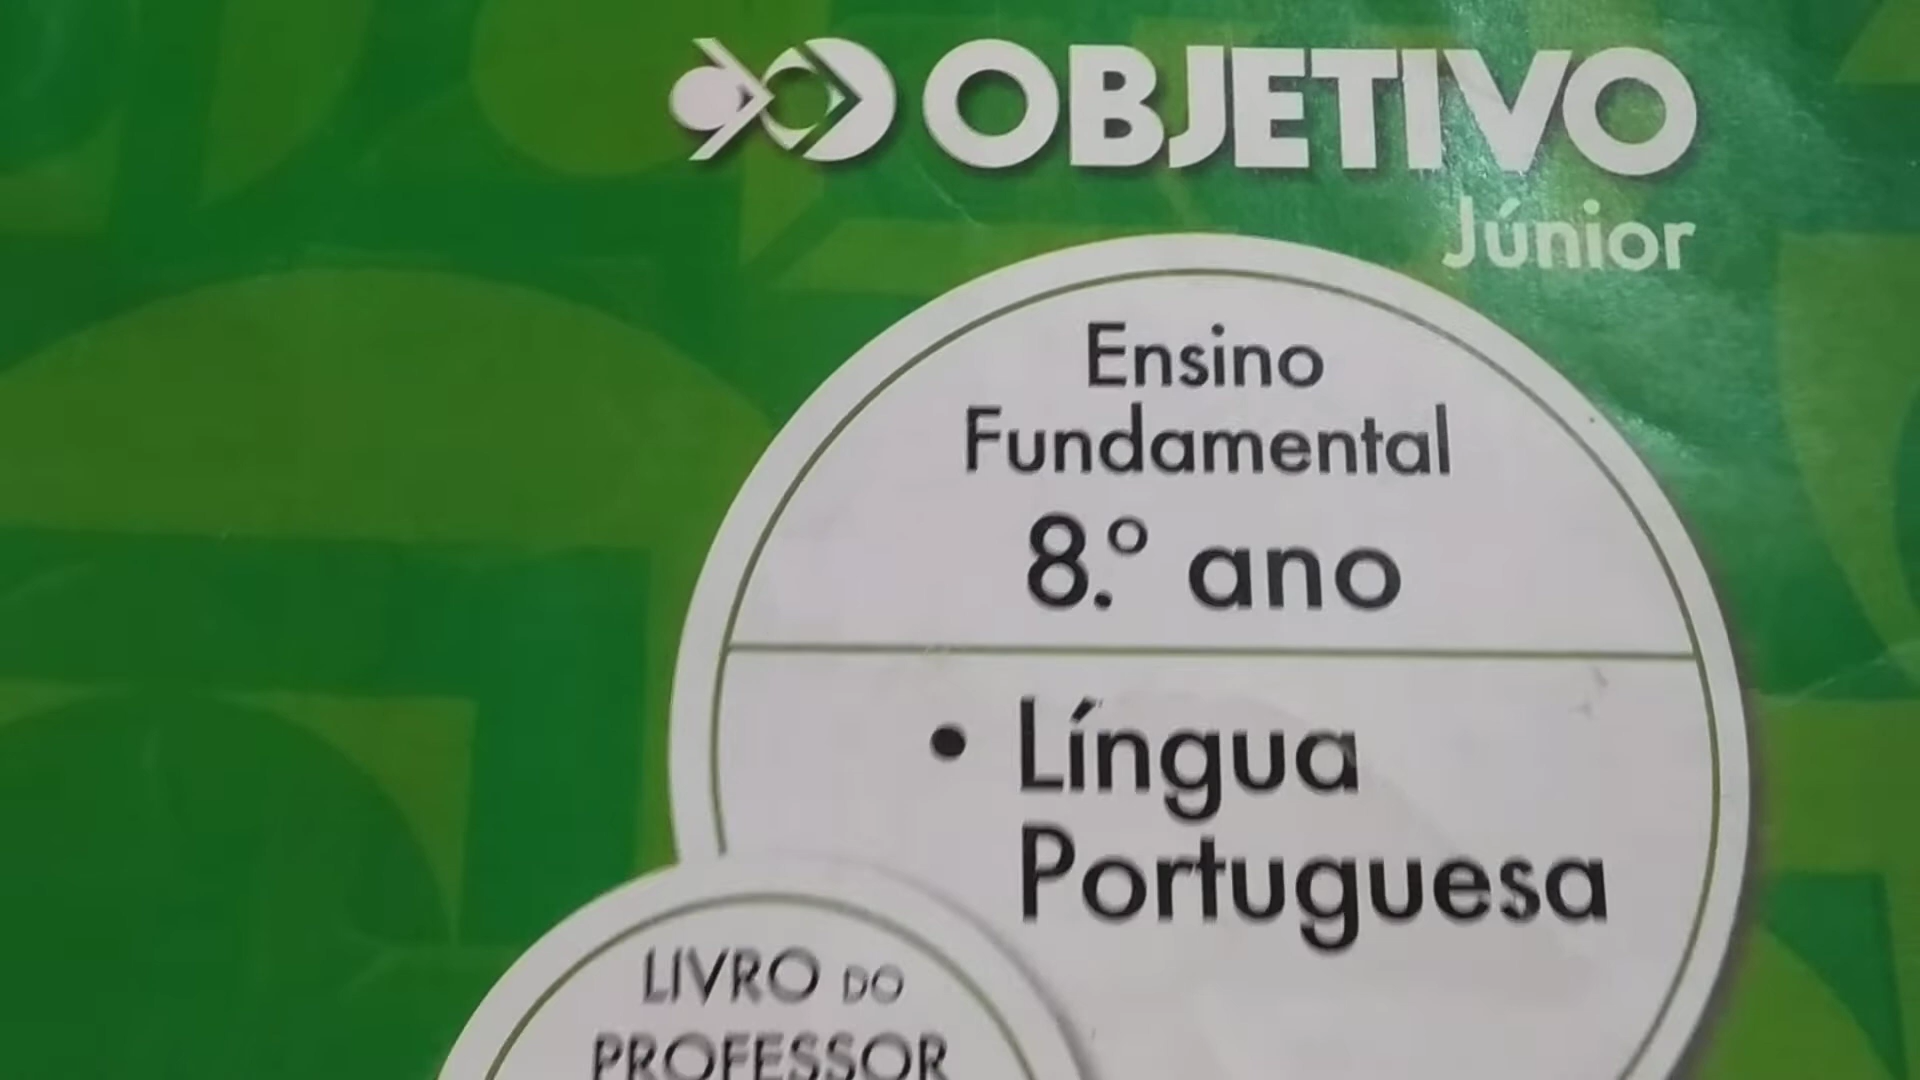 OBJETIVO
Júnior
Ensino
Fundamental
8.º ano
• Língua
Portuguesa
LIVRO DO
PROFESSOR